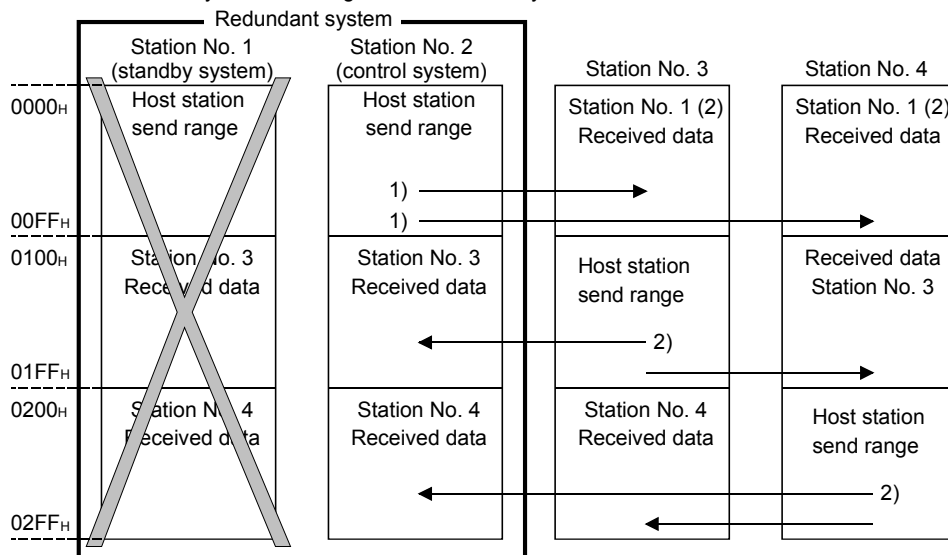 Redundant system
Station No. 1
(standby system)
Station No. 2
(control system)
Station No. 3
Station No. 4
0000H
Host station
send range
Host station
send range
Station No. 1 (2)
Received data
Station No. 1 (2)
Received data
1)
1)
00FFH
0100H
Station No. 3
Received data
Station No. 3
Received data
Host station
send range
Received data
Station No. 3
2)
01FFH
0200H
Station No. 4
Received data
Station No. 4
Received data
Station No. 4
Received data
Host station
send range
2)
02FFH